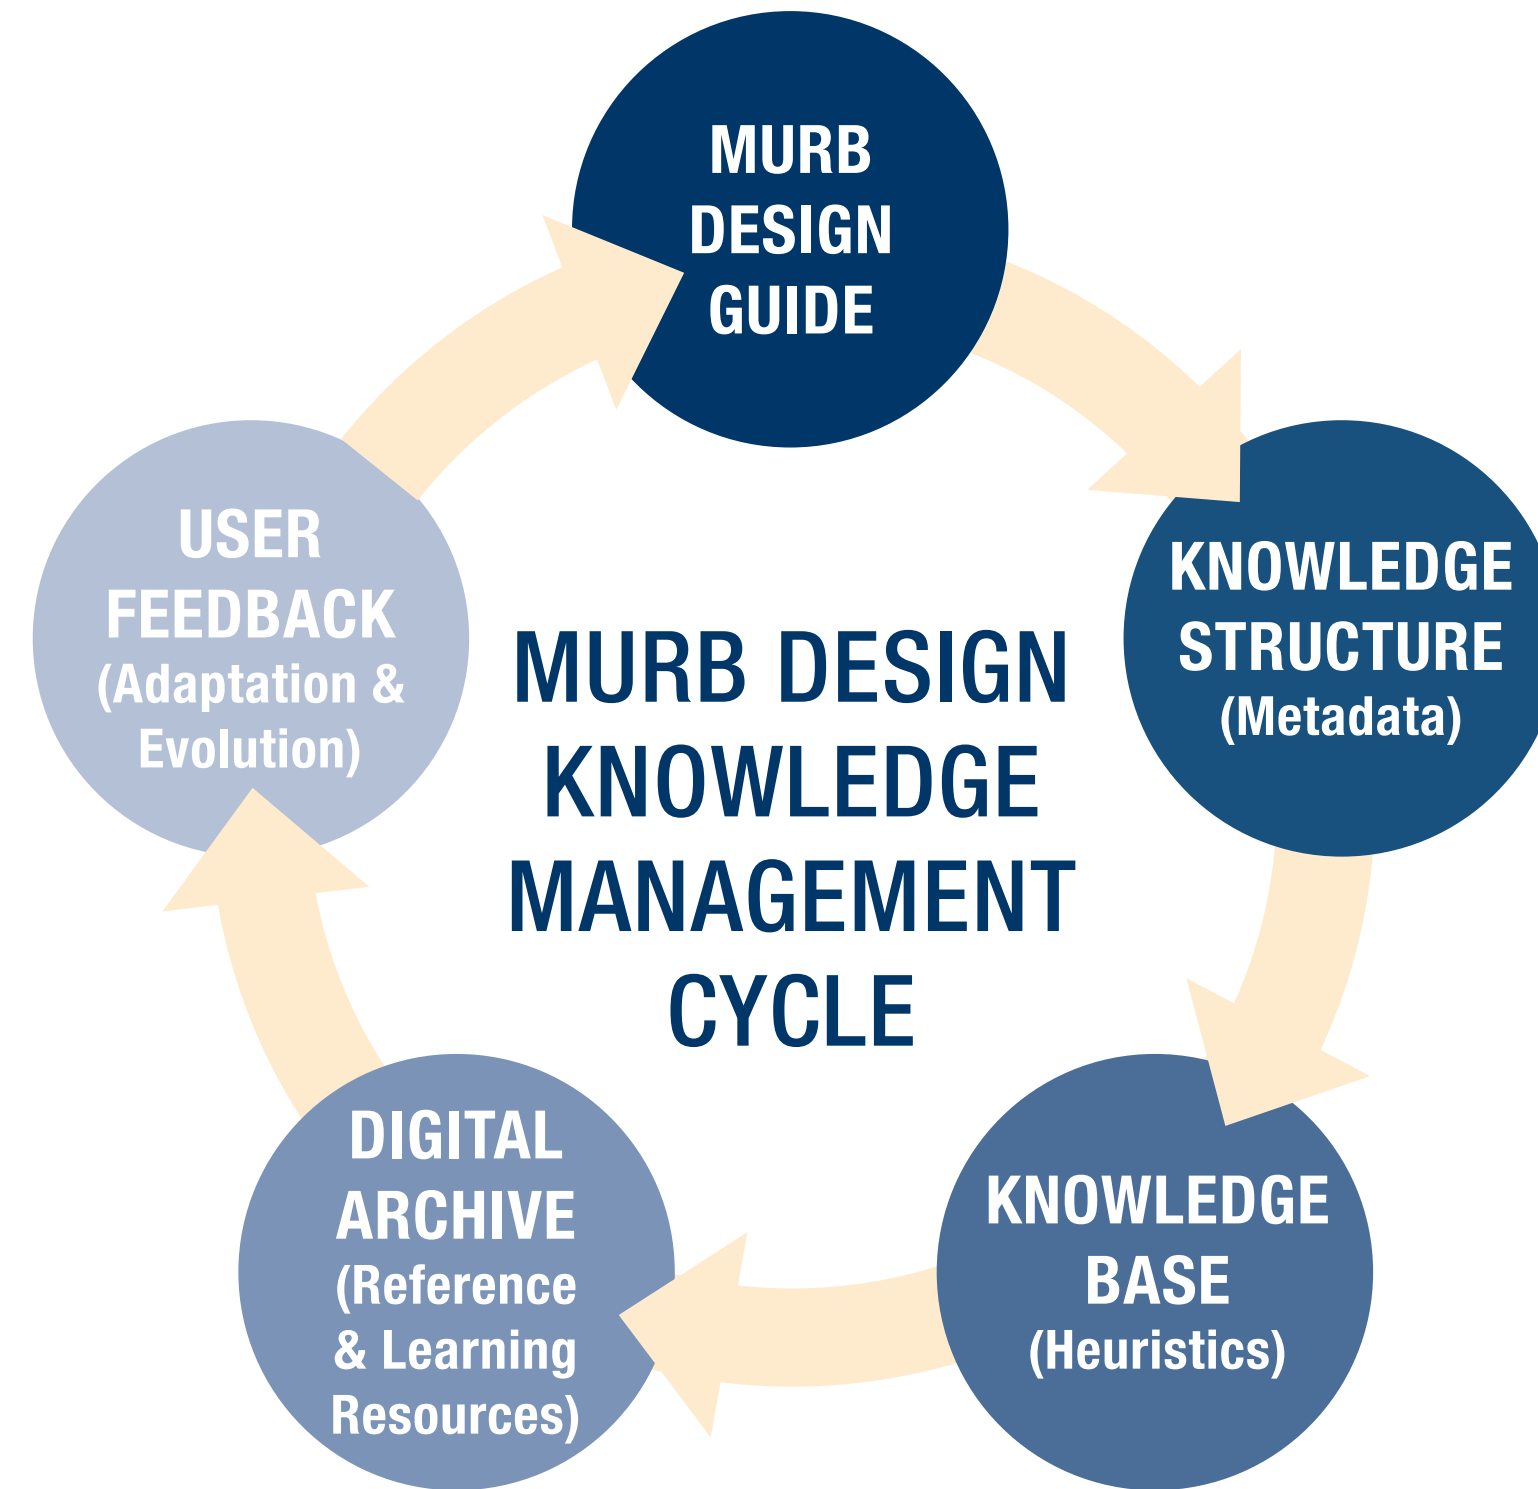 MURB
DESIGN
GUIDE
KNOWLEDGE
STRUCTURE
(Metadata)
KNOWLEDGE
BASE
(Heuristics)
DIGITAL
ARCHIVE
(Reference
& Learning
Resources)
USER
FEEDBACK
(Adaptation &
Evolution)
MURB DESIGN
KNOWLEDGE
MANAGEMENT
CYCLE